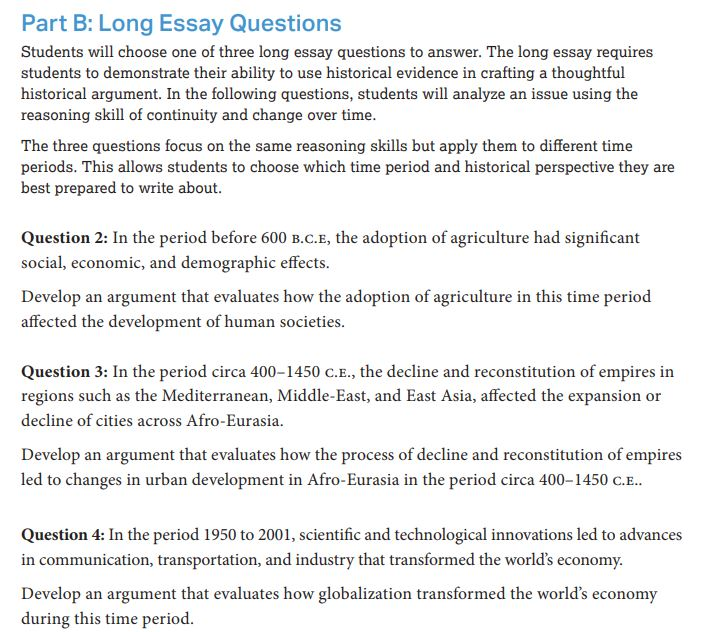 Part B: Long Essay Questions
Students will choose one of three long essay questions to answer. The long essay requires
students to demonstrate their ability to use historical evidence in crafting a thoughtful
historical argument. In the following questions, students will analyze an issue using the
reasoning skill of continuity and change over time.
The three questions focus on the same reasoning skills but apply them to different time
periods. This allows students to choose which time period and historical perspective they are
best prepared to write about.
Question 2: In the period before 600 B.C.E, the adoption of agriculture had significant
social, economic, and demographic effects.
Develop an argument that evaluates how the adoption of agriculture in this time period
affected the development of human societies.
Question 3: In the period circa 400–1450 C.E., the decline and reconstitution of empires in
regions such as the Mediterranean, Middle-East, and East Asia, affected the expansion or
decline of cities across Afro-Eurasia.
Develop an argument that evaluates how the process of decline and reconstitution of empires
led to changes in urban development in Afro-Eurasia in the period circa 400–1450 C.E..
Question 4: In the period 1950 to 2001, scientific and technological innovations led to advances
in communication, transportation, and industry that transformed the world’s economy.
Develop an argument that evaluates how globalization transformed the world’s economy
during this time period.